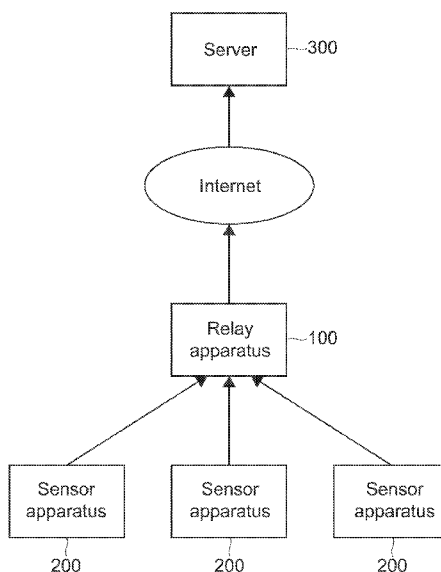 Server
300
Internet
Relay
apparatus
100
Sensor
apparatus
Sensor
apparatus
Sensor
apparatus
200
200
200